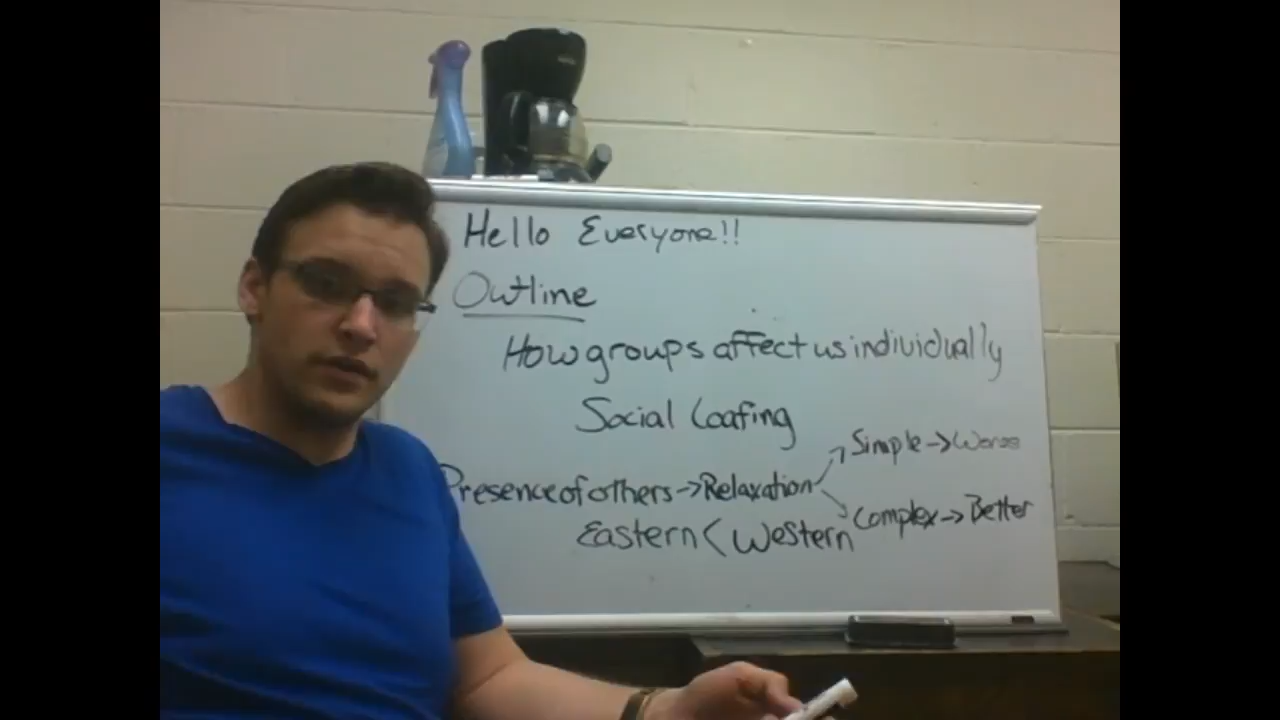 Hello Everyone!!
Outline
How groups affect us individually
Social Loafing
Simple → Worse
Presence of others → Relaxation
Complex → Better
Eastern < Western